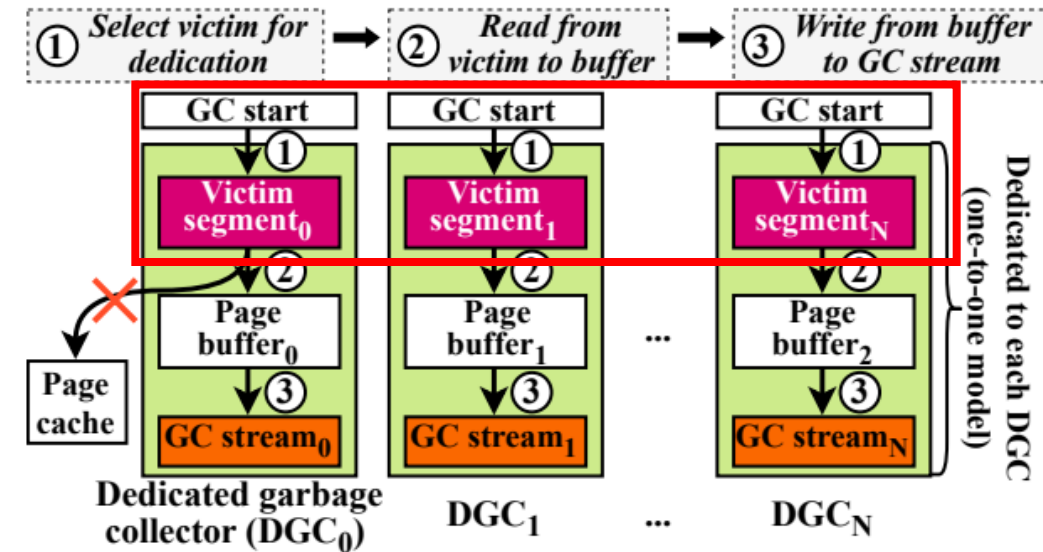 ① Select victim for dedication
② Read from victim to buffer
③ Write from buffer to GC stream
GC start
GC start
GC start
①
①
①
Victim segment₀
Victim segment₁
Victim segment_N
②
②
②
Page buffer₀
Page buffer₁
...
Page buffer₂
Page cache
③
③
③
GC stream₀
GC stream₁
GC stream_N
Dedicated garbage collector (DGC₀)
DGC₁
...
DGC_N
Dedicated to each DGC
(one-to-one model)